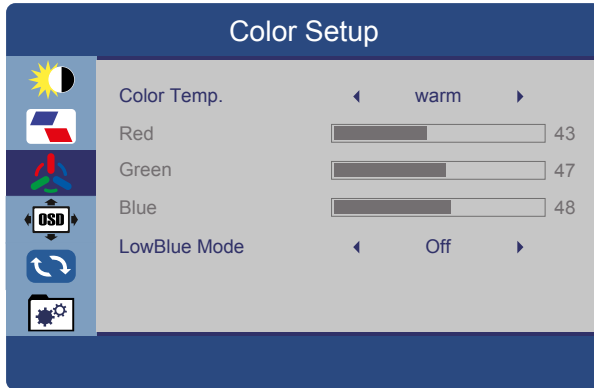 Color Setup
Color Temp. warm
Red 43
Green 47
Blue 48
OSD
LowBlue Mode Off